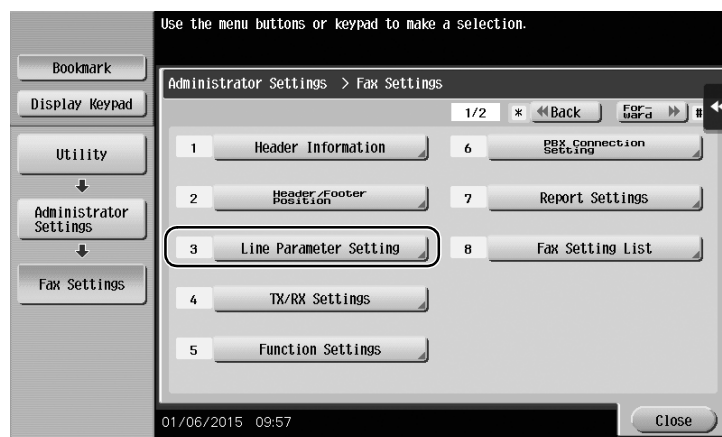 Use the menu buttons or keypad to make a selection.
Bookmark
Display Keypad
Utility
Administrator
Settings
Fax Settings
Administrator Settings > Fax Settings
1/2 * Back For-
ward #
1 Header Information
2 Header/Footer
Position
3 Line Parameter Setting
4 TX/RX Settings
5 Function Settings
6 PBX Connection
Setting
7 Report Settings
8 Fax Setting List
01/06/2015 09:57
Close